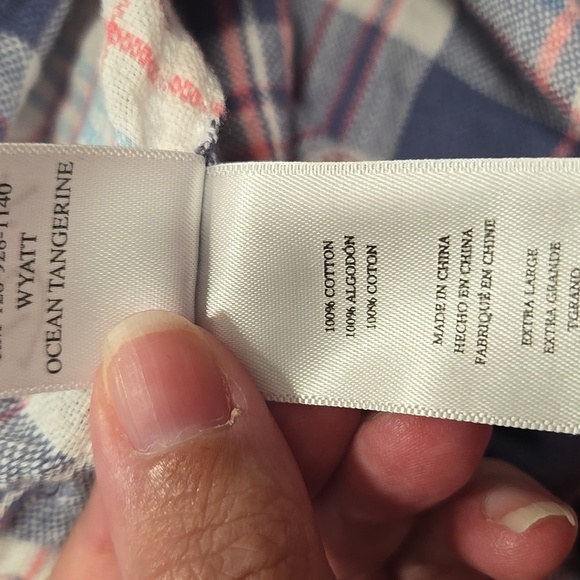 WYATT
OCEAN TANGERINE
100% COTTON
100% ALGODÓN
100% COTON
MADE IN CHINA
HECHO EN CHINA
FABRIQUÉ EN CHINE
EXTRA LARGE
EXTRA GRANDE